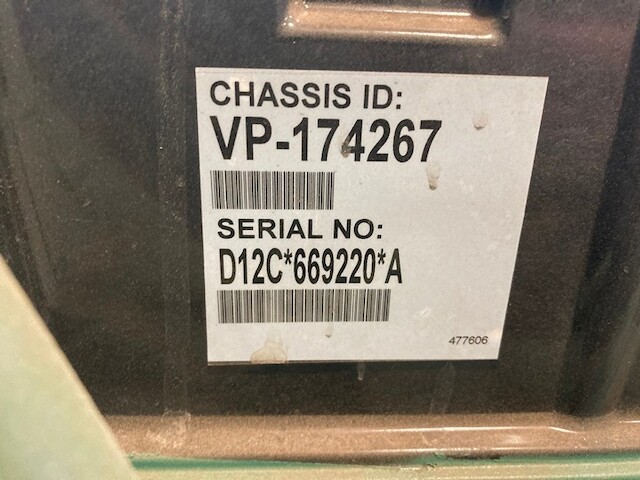 CHASSIS ID:
VP-174267
SERIAL NO:
D12C*669220*A
477606